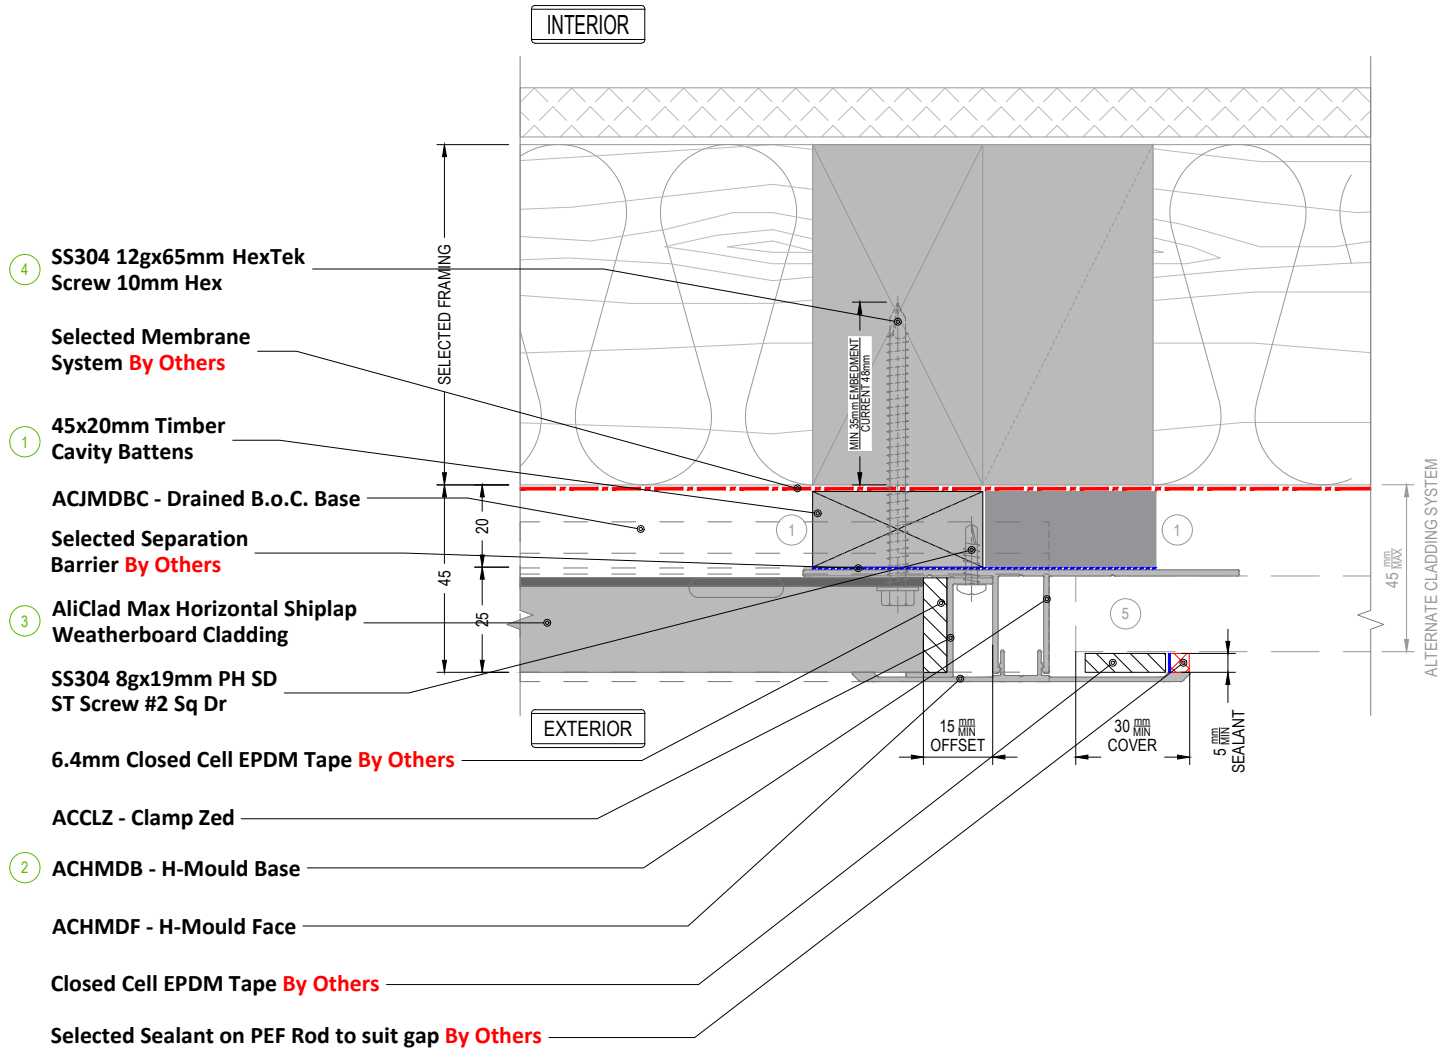 INTERIOR
4
SS304 12gx65mm HexTek
Screw 10mm Hex
Selected Membrane
System By Others
1
45x20mm Timber
Cavity Battens
ACJMDBC - Drained B.o.C. Base
Selected Separation
Barrier By Others
3
AliClad Max Horizontal Shiplap
Weatherboard Cladding
SS304 8gx19mm PH SD
ST Screw #2 Sq Dr
6.4mm Closed Cell EPDM Tape By Others
ACCLZ - Clamp Zed
2
ACHMDB - H-Mould Base
ACHMDF - H-Mould Face
Closed Cell EPDM Tape By Others
Selected Sealant on PEF Rod to suit gap By Others
SELECTED FRAMING
MIN 35mm EMBEDMENT
CURRENT 48mm
20
45
25
1
1
5
45 mm MAX
ALTERNATE CLADDING SYSTEM
EXTERIOR
15 mm MIN
OFFSET
30 mm MIN
COVER
5 mm MIN
SEALANT